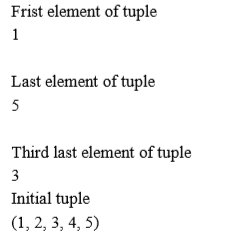 Frist element of tuple
1
Last element of tuple
5
Third last element of tuple
3
Initial tuple
(1, 2, 3, 4, 5)